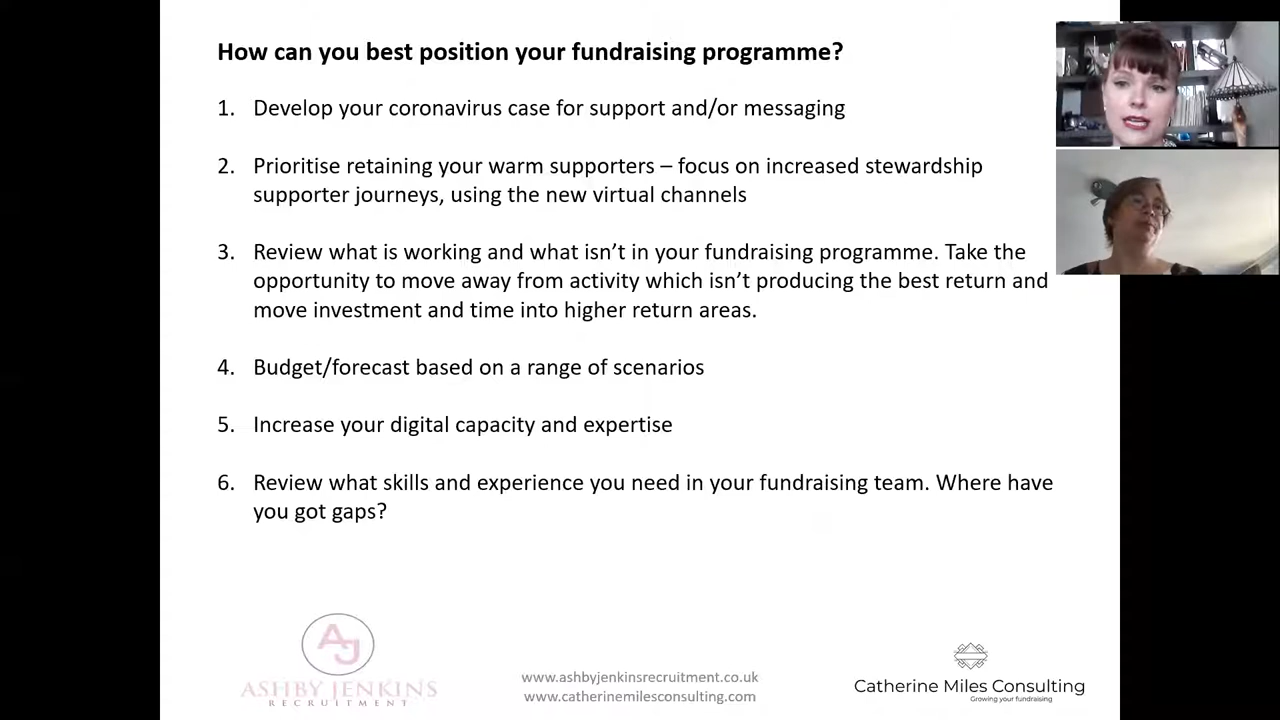 How can you best position your fundraising programme?
1. Develop your coronavirus case for support and/or messaging
2. Prioritise retaining your warm supporters – focus on increased stewardship
supporter journeys, using the new virtual channels
3. Review what is working and what isn't in your fundraising programme. Take the
opportunity to move away from activity which isn't producing the best return and
move investment and time into higher return areas.
4. Budget/forecast based on a range of scenarios
5. Increase your digital capacity and expertise
6. Review what skills and experience you need in your fundraising team. Where have
you got gaps?
AJ
ASHBY JENKINS
RECRUITMENT
www.ashbyjenkinsrecruitment.co.uk
www.catherinemilesconsulting.com
Catherine Miles Consulting
Growing your fundraising